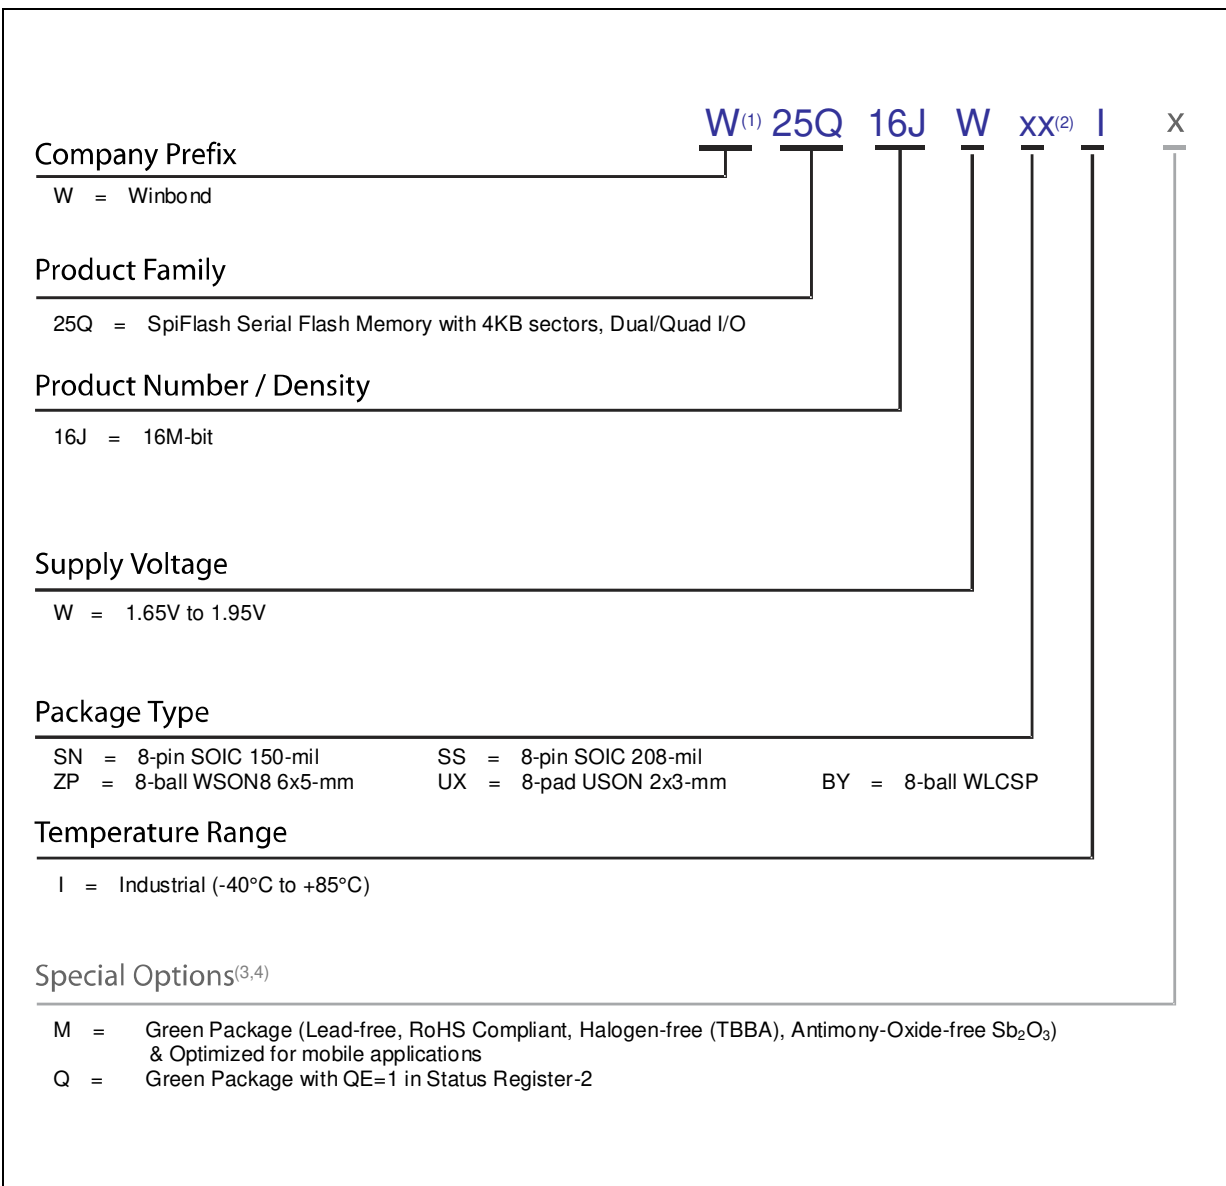 W(1) 25Q 16J W xx(2) I x
Company Prefix
W = Winbond
Product Family
25Q = SpiFlash Serial Flash Memory with 4KB sectors, Dual/Quad I/O
Product Number / Density
16J = 16M-bit
Supply Voltage
W = 1.65V to 1.95V
Package Type
SN = 8-pin SOIC 150-mil SS = 8-pin SOIC 208-mil
ZP = 8-ball WSON8 6x5-mm UX = 8-pad USON 2x3-mm BY = 8-ball WLCSP
Temperature Range
I = Industrial (-40°C to +85°C)
Special Options(3,4)
M = Green Package (Lead-free, RoHS Compliant, Halogen-free (TBBA), Antimony-Oxide-free Sb₂O₃)
& Optimized for mobile applications
Q = Green Package with QE=1 in Status Register-2